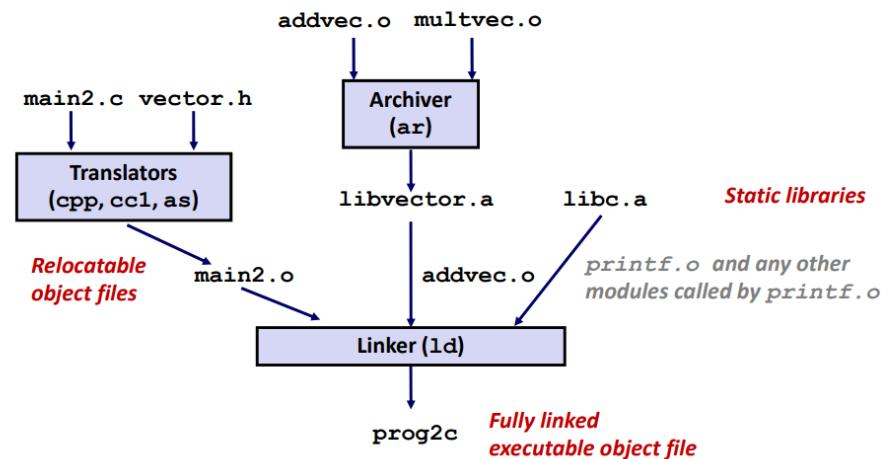 addvec.o multvec.o
main2.c vector.h
Archiver
(ar)
Translators
(cpp, cc1, as)
libvector.a
libc.a
Static libraries
Relocatable
object files
main2.o
addvec.o
printf.o and any other
modules called by printf.o
Linker (ld)
prog2c
Fully linked
executable object file